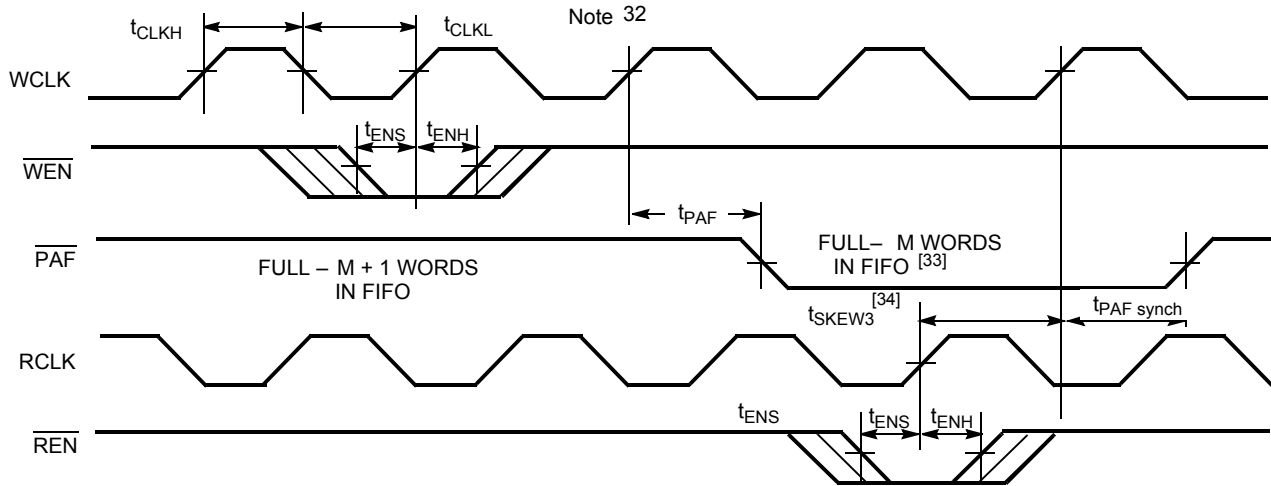 Note 32
tCLKH
tCLKL
WCLK
tENS
tENH
WEN
tPAF
PAF
FULL – M + 1 WORDS
IN FIFO
FULL– M WORDS
IN FIFO [33]
tSKEW3 [34]
tPAF synch
RCLK
tENS
tENS
tENH
REN